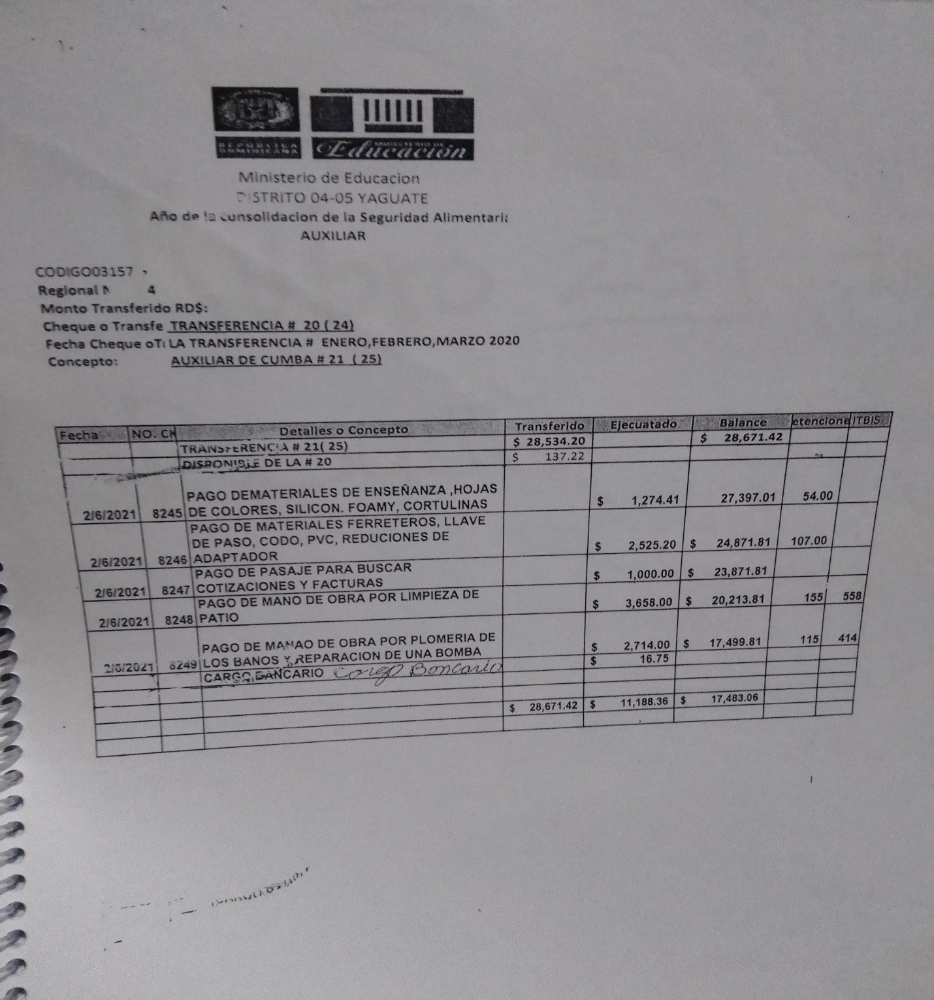 REPÚBLICA
DOMINICANA
MINISTERIO DE
Educación
Ministerio de Educacion
DISTRITO 04-05 YAGUATE
Año de la consolidacion de la Seguridad Alimentari
AUXILIAR
CODIGO03157
Regional N 4
Monto Transferido RD$:
Cheque o Transfe TRANSFERENCIA # 20 ( 24)
Fecha Cheque oTi LA TRANSFERENCIA # ENERO,FEBRERO,MARZO 2020
Concepto: AUXILIAR DE CUMBA # 21 ( 25)
Fecha NO. CH Detalles o Concepto Transferido Ejecuatado Balance etencione ITBIS
TRANSFERENCIA # 21( 25) $ 28,534.20 $ 28,671.42
DISPONIBLE DE LA # 20 $ 137.22
PAGO DEMATERIALES DE ENSEÑANZA ,HOJAS
2/6/2021 8245 DE COLORES, SILICON. FOAMY, CORTULINAS $ 1,274.41 27,397.01 54.00
PAGO DE MATERIALES FERRETEROS, LLAVE
DE PASO, CODO, PVC, REDUCIONES DE
2/6/2021 8246 ADAPTADOR $ 2,525.20 $ 24,871.81 107.00
PAGO DE PASAJE PARA BUSCAR
2/6/2021 8247 COTIZACIONES Y FACTURAS $ 1,000.00 $ 23,871.81
PAGO DE MANO DE OBRA POR LIMPIEZA DE
2/6/2021 8248 PATIO $ 3,658.00 $ 20,213.81 155 558
PAGO DE MANAO DE OBRA POR PLOMERIA DE
2/6/2021 8249 LOS BANOS Y REPARACION DE UNA BOMBA $ 2,714.00 $ 17,499.81 115 414
CARGO BANCARIO Cargo Bancario $ 16.75
$ 28,671.42 $ 11,188.36 $ 17,483.06